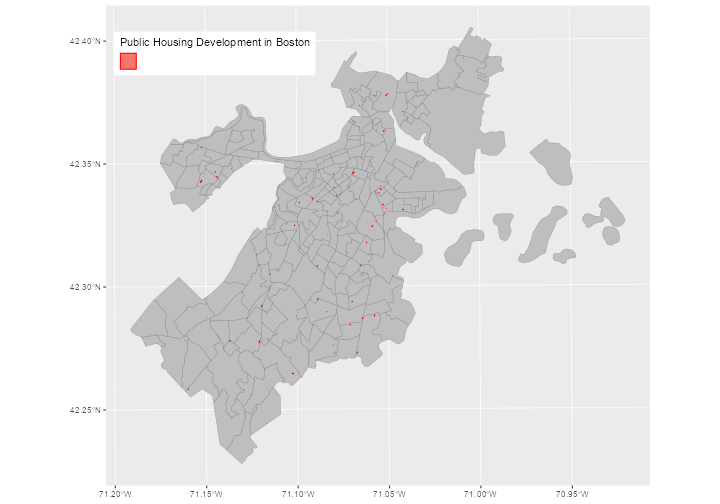 Public Housing Development in Boston
42.40°N
42.35°N
42.30°N
42.25°N
71.20°W
71.15°W
71.10°W
71.05°W
71.00°W
70.95°W